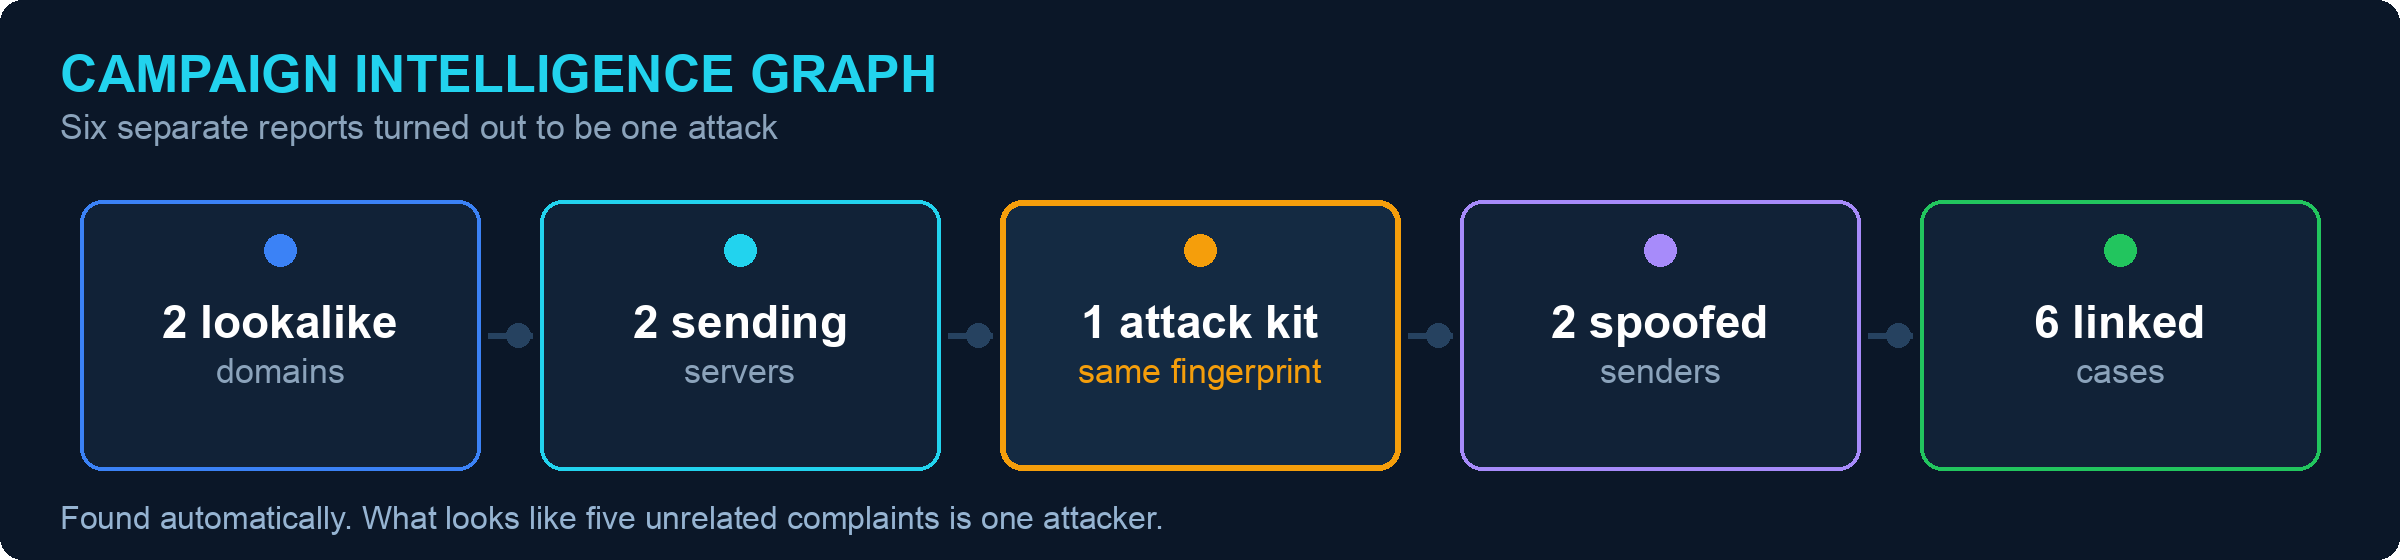 CAMPAIGN INTELLIGENCE GRAPH
Six separate reports turned out to be one attack
2 lookalike
domains
2 sending
servers
1 attack kit
same fingerprint
2 spoofed
senders
6 linked
cases
Found automatically. What looks like five unrelated complaints is one attacker.